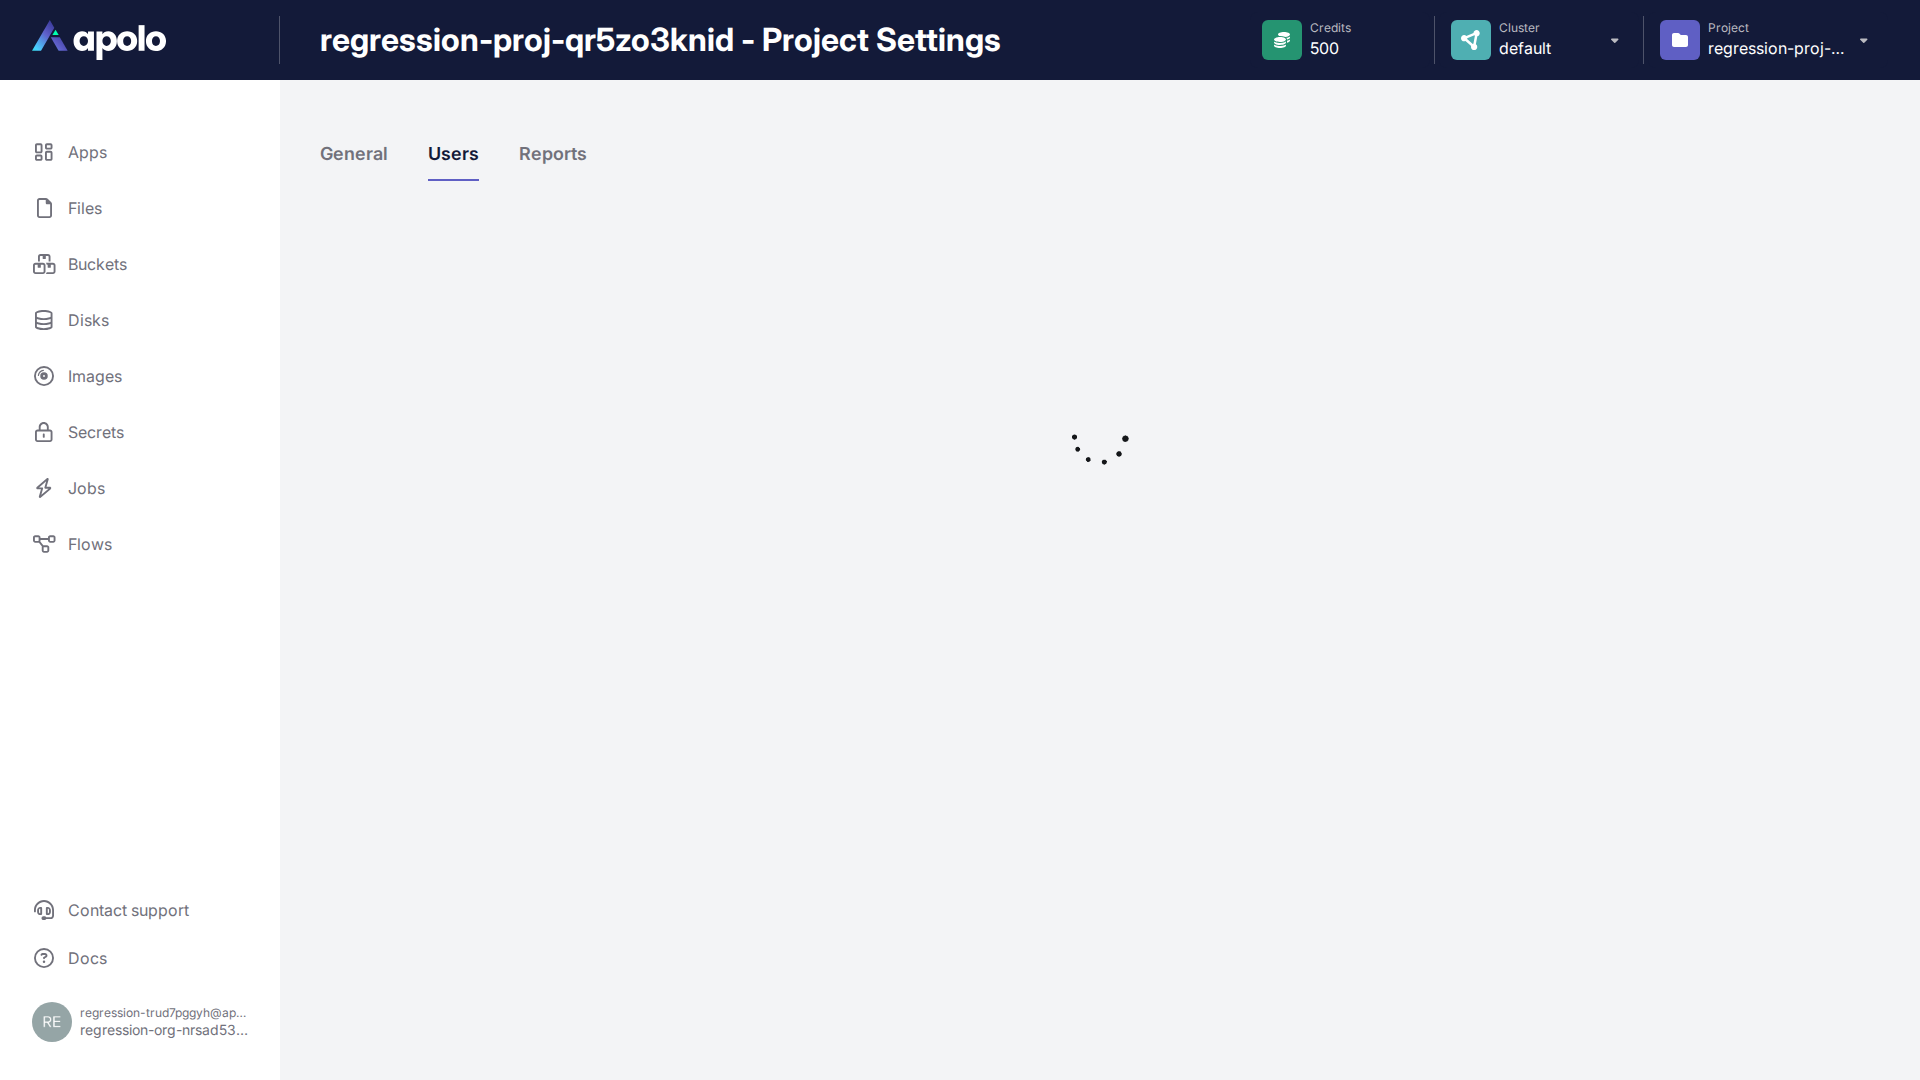 apolo
regression-proj-qr5zo3knid - Project Settings
Credits
500
Cluster
default
Project
regression-proj-...
Apps
Files
Buckets
Disks
Images
Secrets
Jobs
Flows
General
Users
Reports
Contact support
Docs
RE
regression-trud7pggyh@ap...
regression-org-nrsad53...